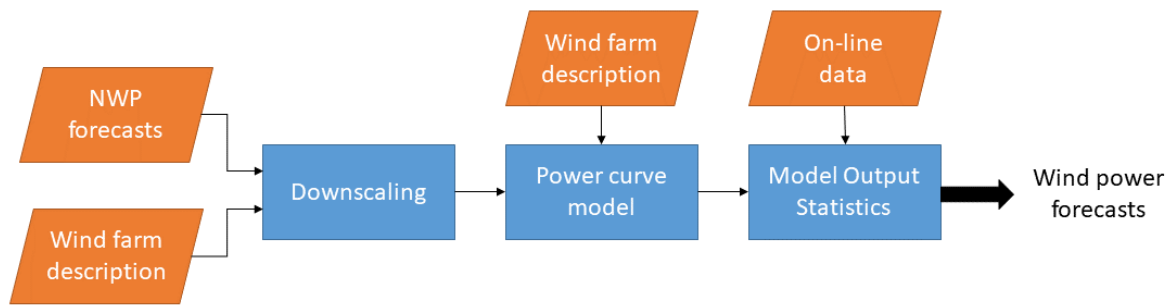 Wind farm
description
On-line
data
NWP
forecasts
Downscaling
Power curve
model
Model Output
Statistics
Wind power
forecasts
Wind farm
description